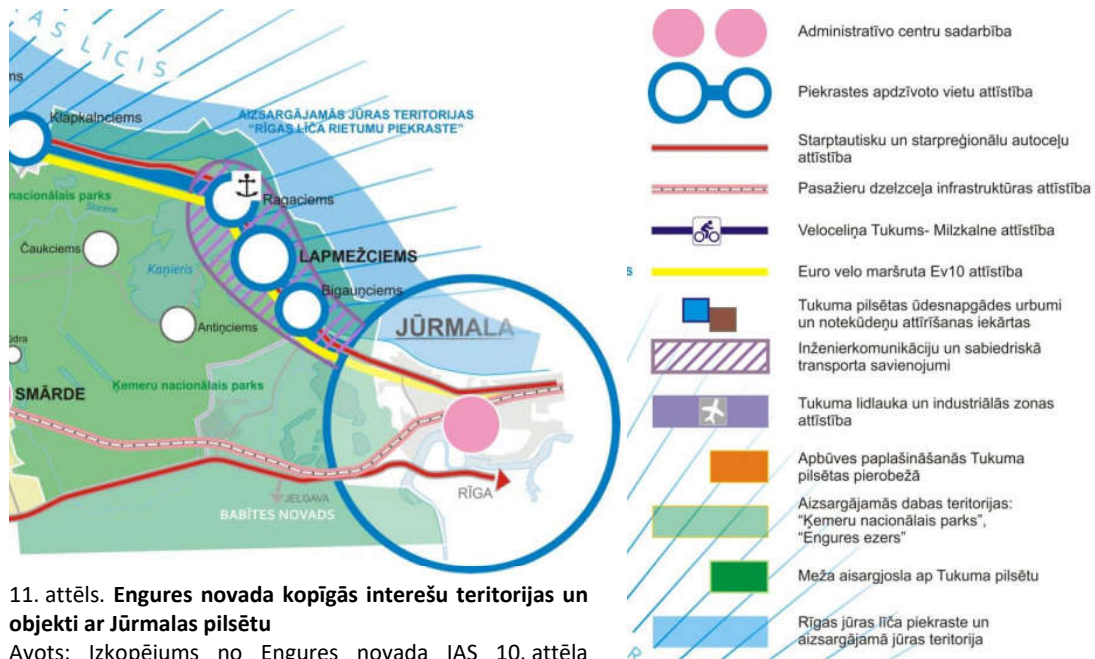 AS LĪCIS
ms
Klapkalnciems
AIZSARGĀJAMĀS JŪRAS TERITORIJAS
"RĪGAS LĪČA RIETUMU PIEKRASTE"
nacionālais parks
Slocene
Ragaciems
Čaukciems
Kaņieris
LAPMEŽCIEMS
Bigauņciems
Antiņciems
JŪRMALA
ūdra
SMĀRDE
Ķemeru nacionālais parks
JELGAVA
RĪGA
BABĪTES NOVADS
11. attēls. Engures novada kopīgās interešu teritorijas un
objekti ar Jūrmalas pilsētu
Avots: Izkopējums no Engures novada IAS 10. attēla
Administratīvo centru sadarbība
Piekrastes apdzīvoto vietu attīstība
Starptautisku un starpreģionālu autoceļu
attīstība
Pasažieru dzelzceļa infrastruktūras attīstība
Veloceliņa Tukums- Milzkalne attīstība
s
Euro velo maršruta Ev10 attīstība
Tukuma pilsētas ūdesnapgādes urbumi
un notekūdeņu attīrīšanas iekārtas
Inženierkomunikāciju un sabiedriskā
transporta savienojumi
Tukuma lidlauka un industriālās zonas
attīstība
Apbūves paplašināšanās Tukuma
pilsētas pierobežā
Aizsargājamās dabas teritorijas:
"Ķemeru nacionālais parks",
"Engures ezers"
Meža aisargjosla ap Tukuma pilsētu
Rīgas jūras līča piekraste un
aizsargājamā jūras teritorija
R